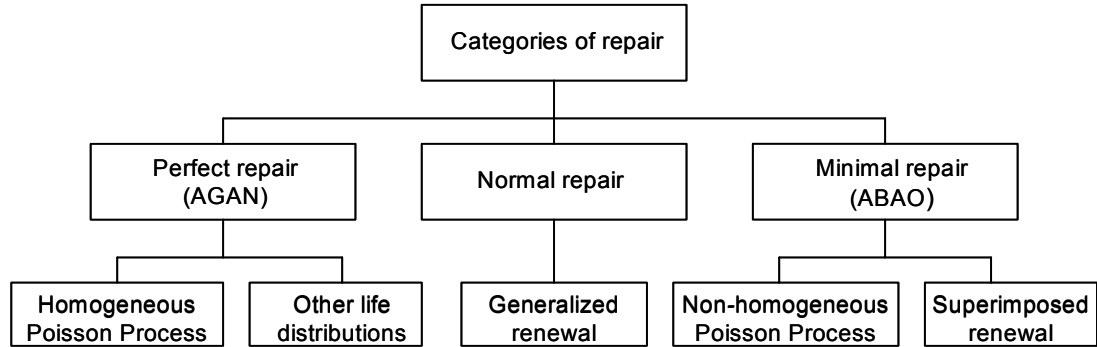 Categories of repair
Perfect repair
(AGAN)
Normal repair
Minimal repair
(ABAO)
Homogeneous
Poisson Process
Other life
distributions
Generalized
renewal
Non-homogeneous
Poisson Process
Superimposed
renewal